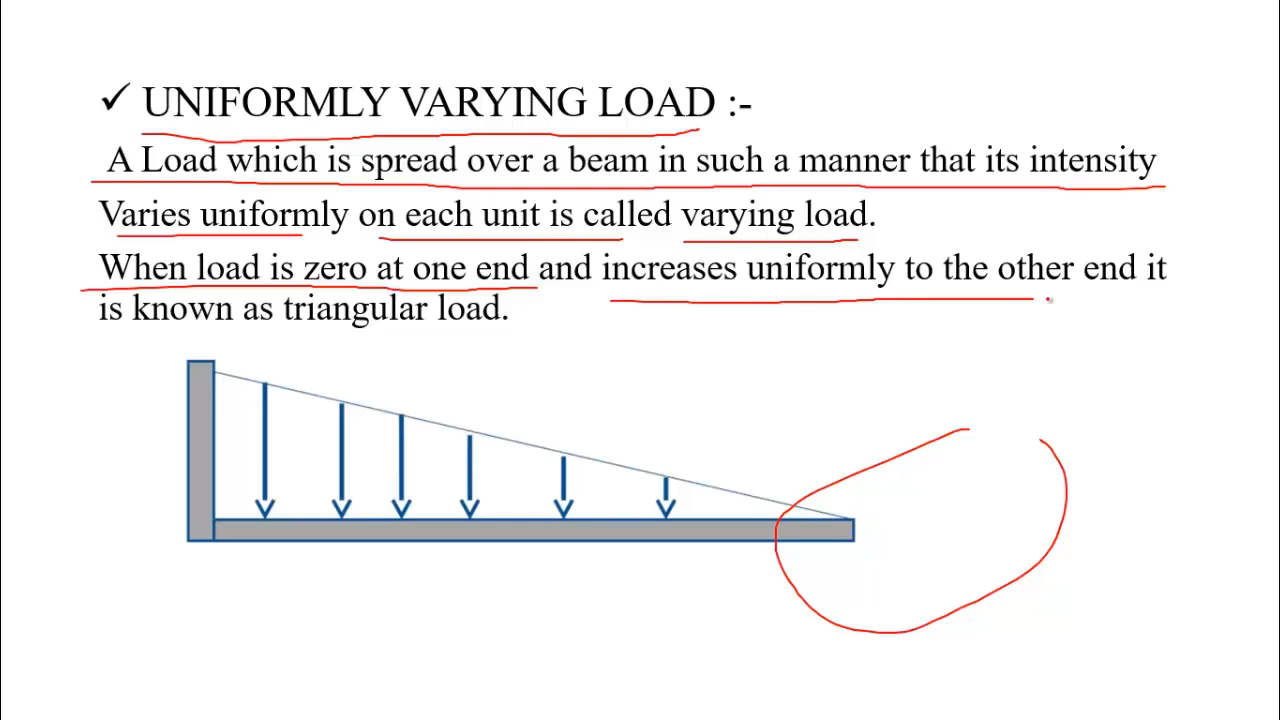 ✓ UNIFORMLY VARYING LOAD :-
A Load which is spread over a beam in such a manner that its intensity
Varies uniformly on each unit is called varying load.
When load is zero at one end and increases uniformly to the other end it
is known as triangular load.